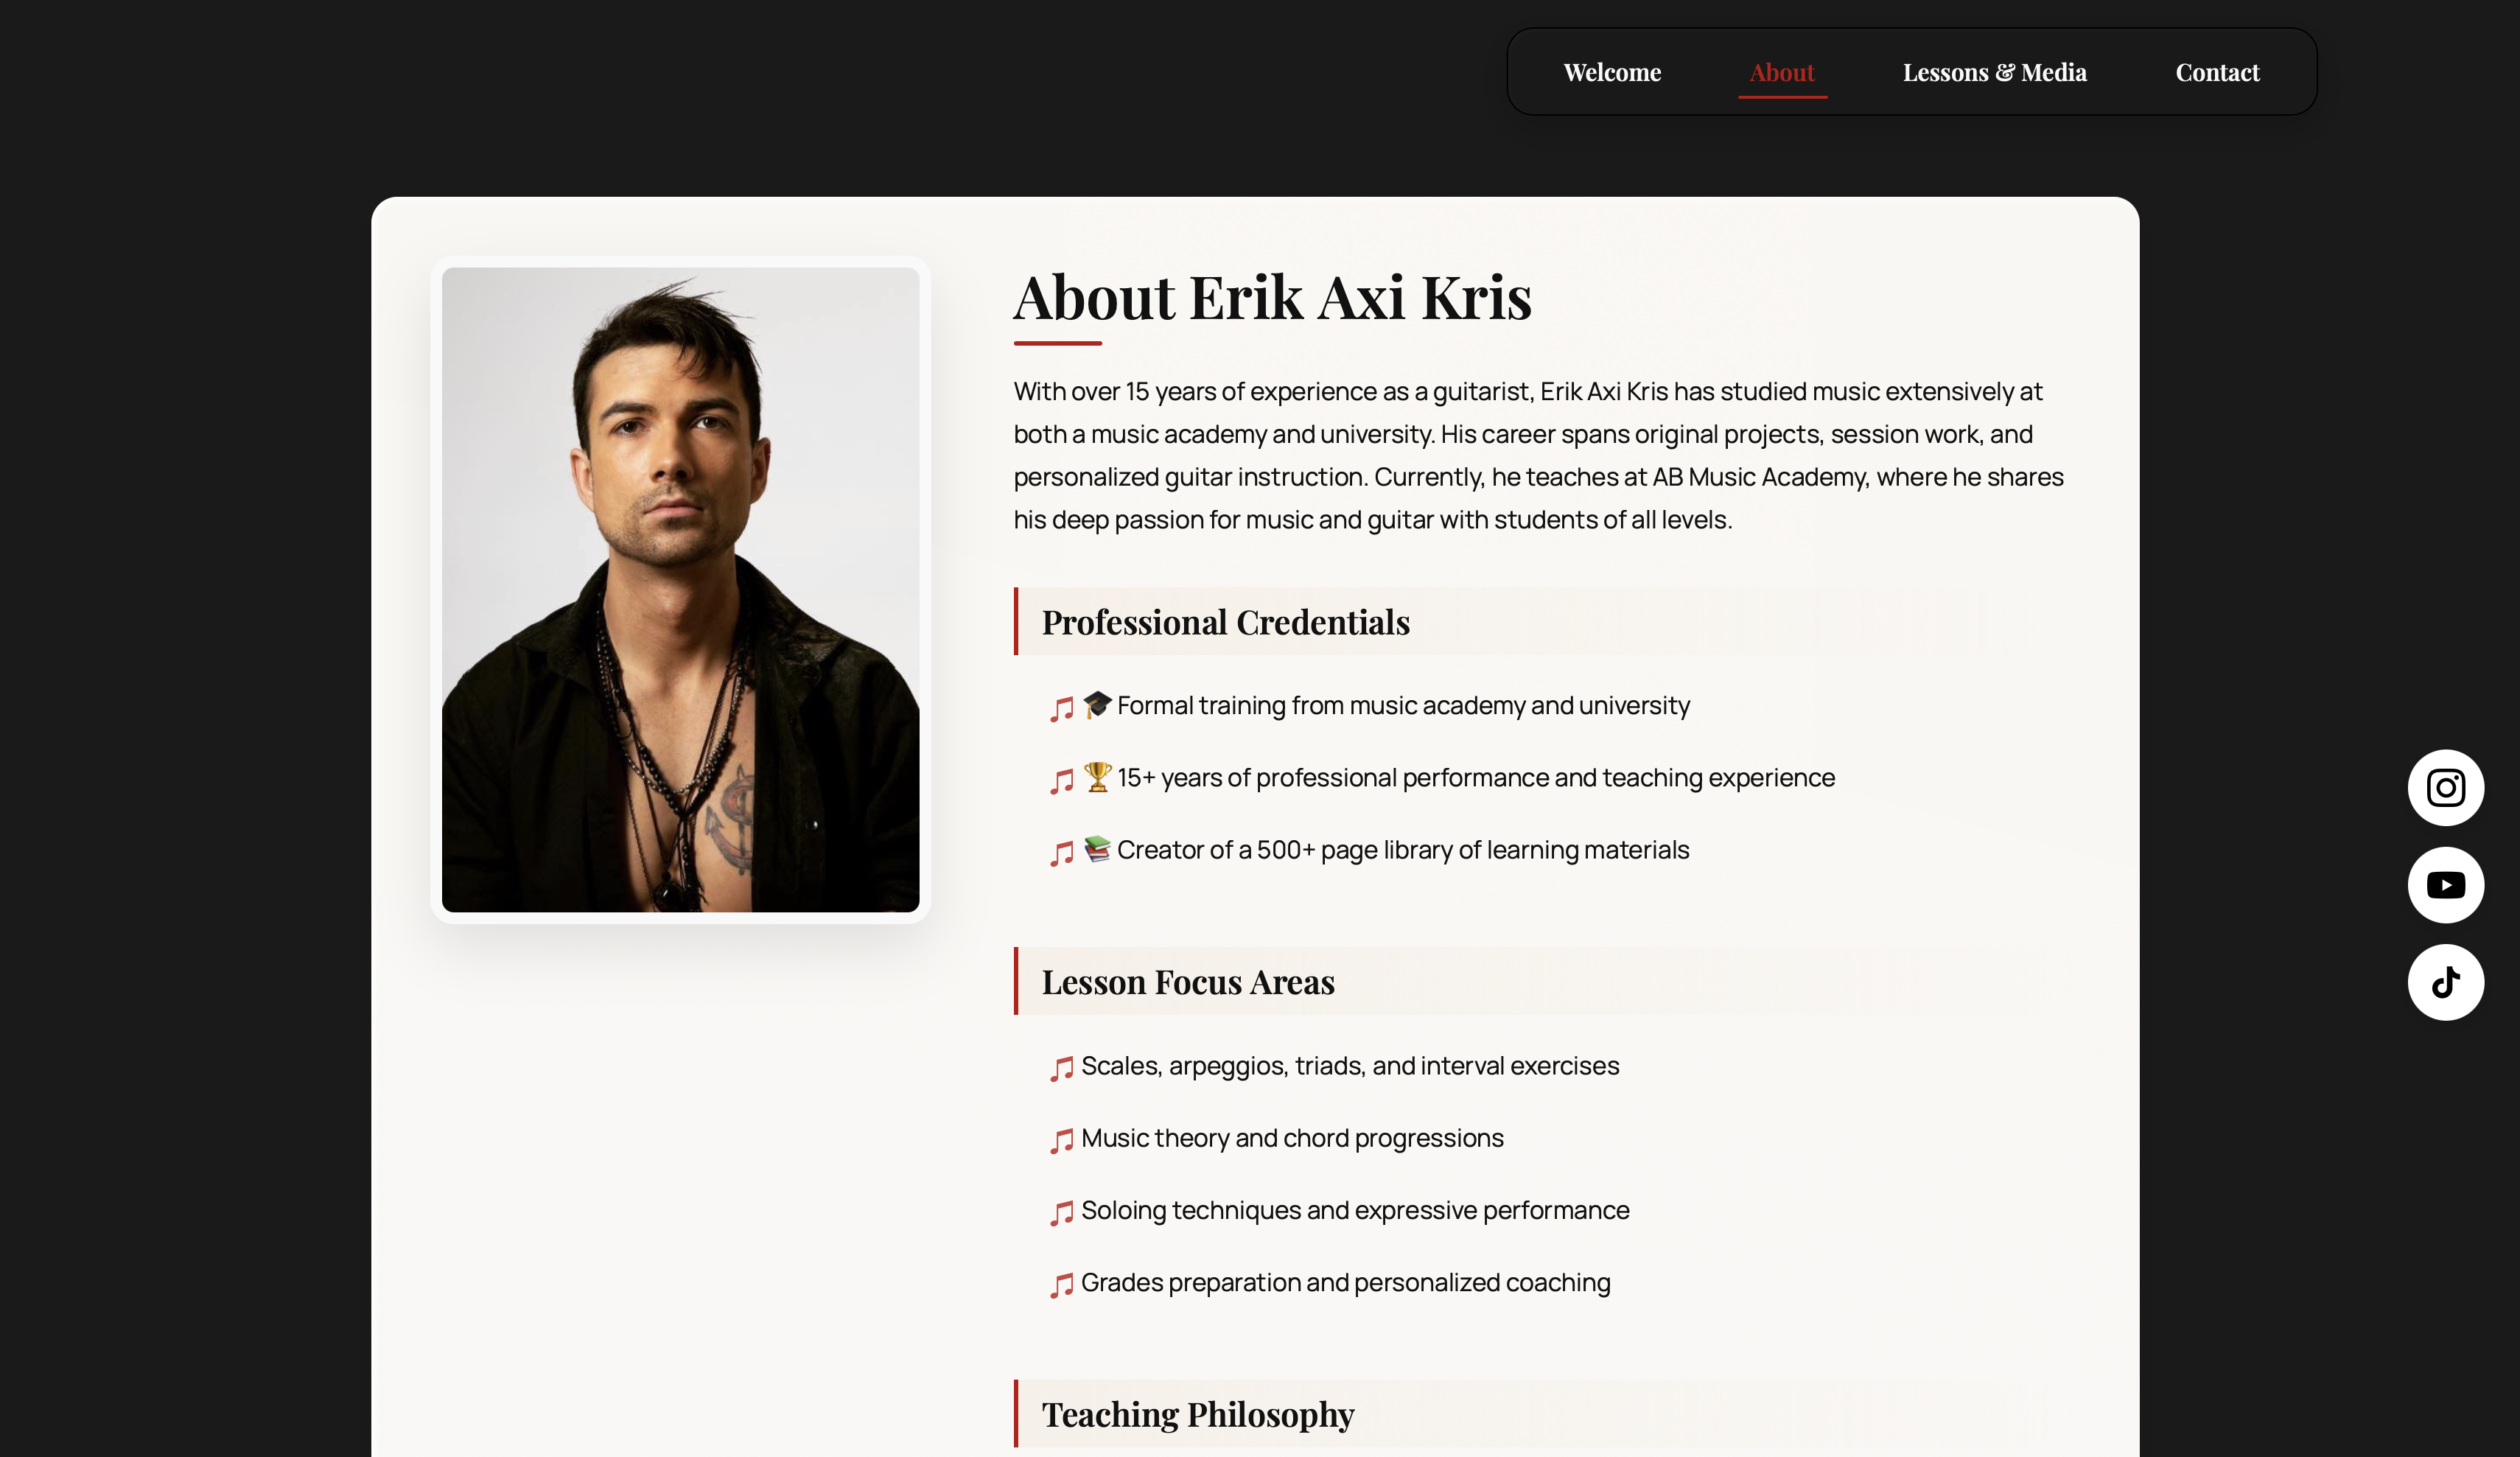 Welcome
About
Lessons & Media
Contact
About Erik Axi Kris
With over 15 years of experience as a guitarist, Erik Axi Kris has studied music extensively at
both a music academy and university. His career spans original projects, session work, and
personalized guitar instruction. Currently, he teaches at AB Music Academy, where he shares
his deep passion for music and guitar with students of all levels.
Professional Credentials
🎓 Formal training from music academy and university
🏆 15+ years of professional performance and teaching experience
📚 Creator of a 500+ page library of learning materials
Lesson Focus Areas
Scales, arpeggios, triads, and interval exercises
Music theory and chord progressions
Soloing techniques and expressive performance
Grades preparation and personalized coaching
Teaching Philosophy